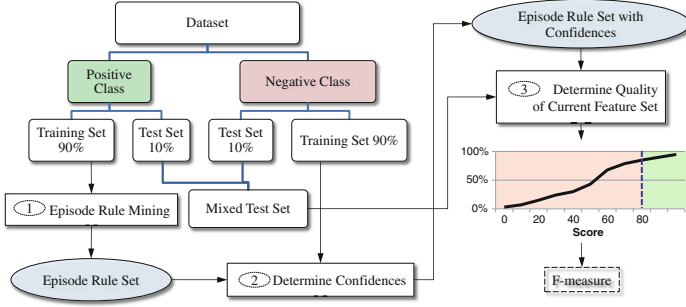 Dataset
Positive
Class
Negative Class
Training Set
90%
Test Set
10%
Test Set
10%
Training Set 90%
Mixed Test Set
1 Episode Rule Mining
Episode Rule Set
2 Determine Confidences
Episode Rule Set with
Confidences
3 Determine Quality
of Current Feature Set
100%
50%
0%
0 20 40 60 80
Score
F-measure